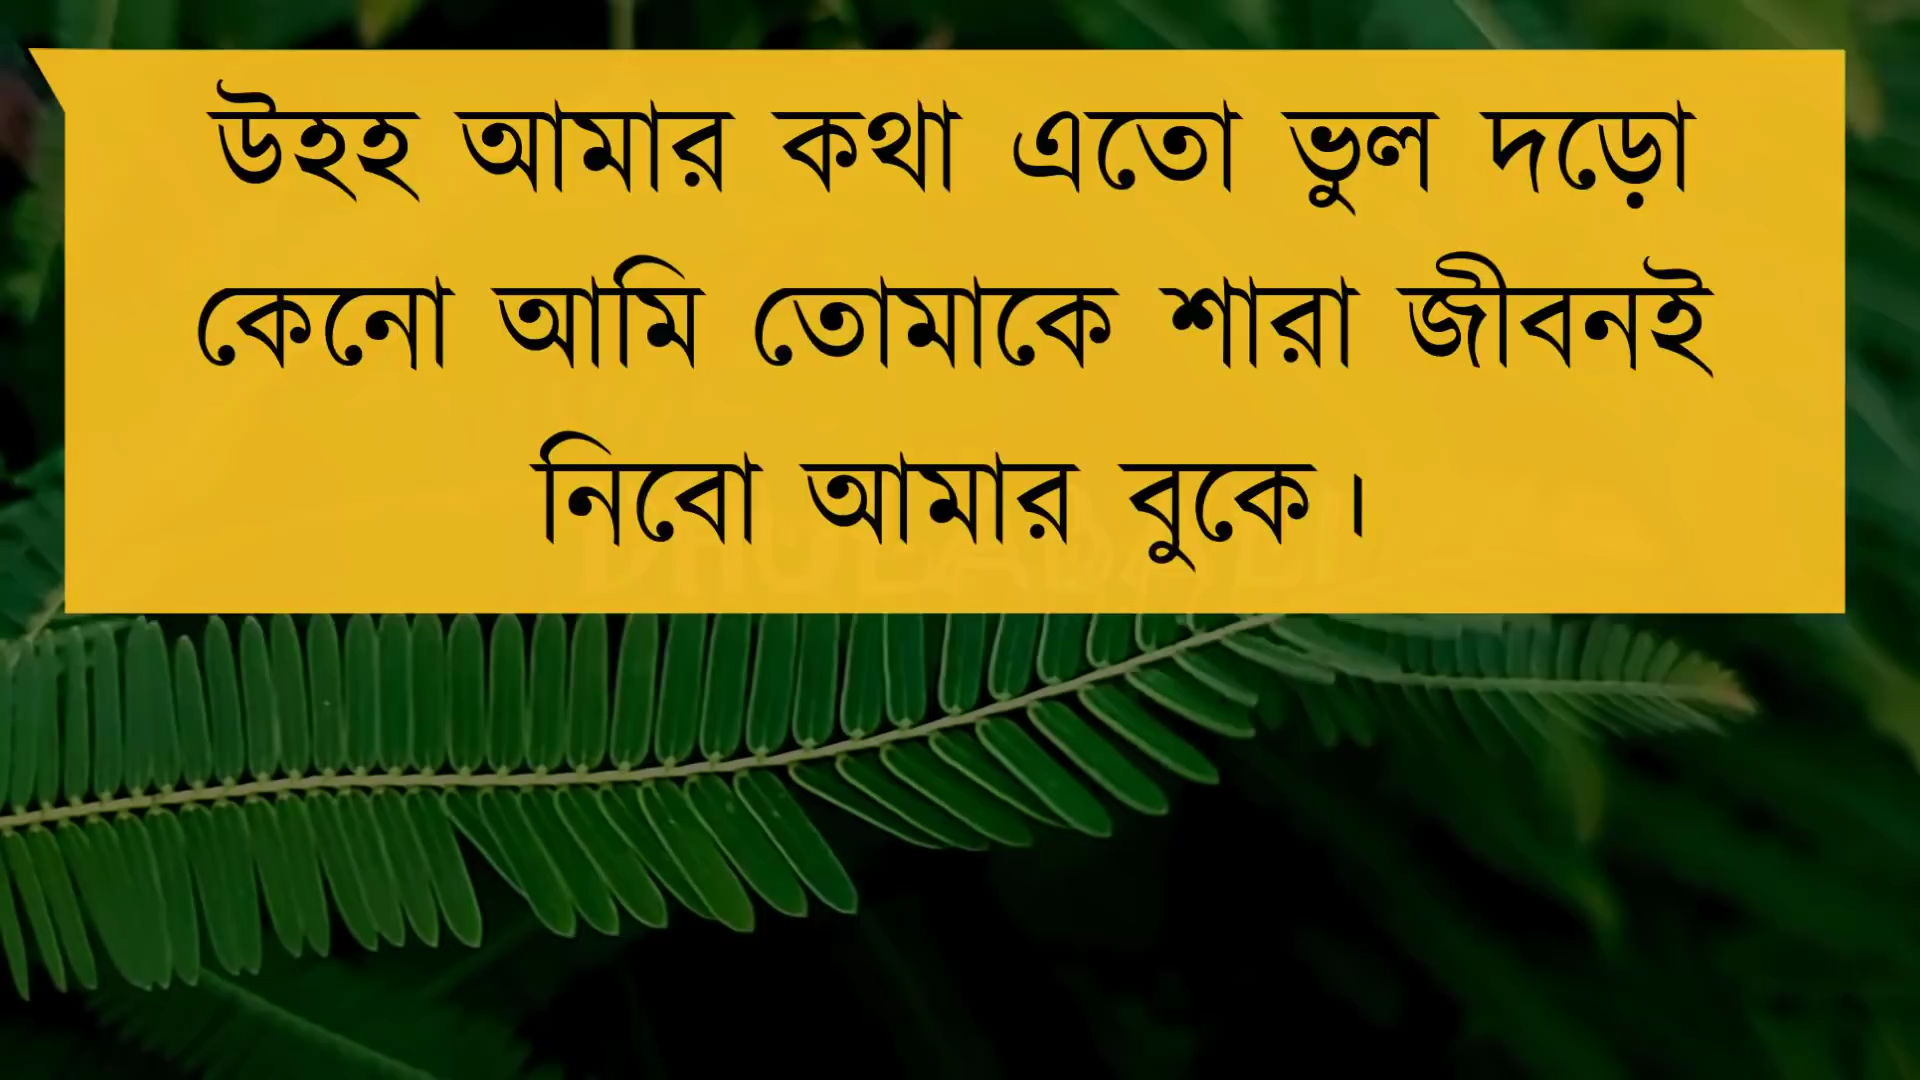 উহহ আমার কথা এতো ভুল দড়ো
কেনো আমি তোমাকে শারা জীবনই
নিবো আমার বুকে।